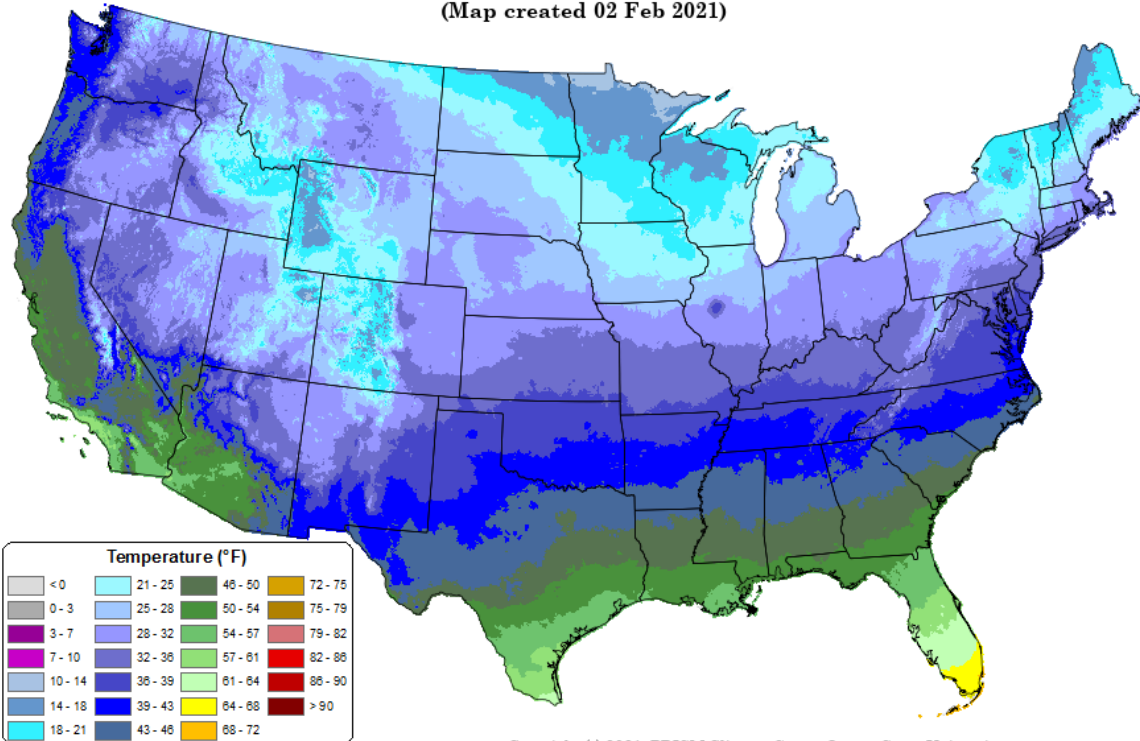 (Map created 02 Feb 2021)
Temperature (°F)
< 0
0 - 3
3 - 7
7 - 10
10 - 14
14 - 18
18 - 21
21 - 25
25 - 28
28 - 32
32 - 36
36 - 39
39 - 43
43 - 46
46 - 50
50 - 54
54 - 57
57 - 61
61 - 64
64 - 68
68 - 72
72 - 75
75 - 79
79 - 82
82 - 86
86 - 90
> 90